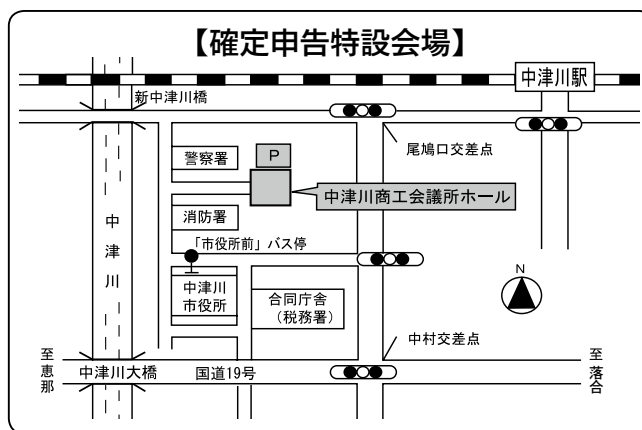 【確定申告特設会場】
中津川駅
新中津川橋
尾鳩口交差点
警察署
P
中津川商工会議所ホール
消防署
中津川
「市役所前」バス停
中津川
市役所
合同庁舎
（税務署）
N
中村交差点
至恵那
中津川大橋
国道19号
至落合